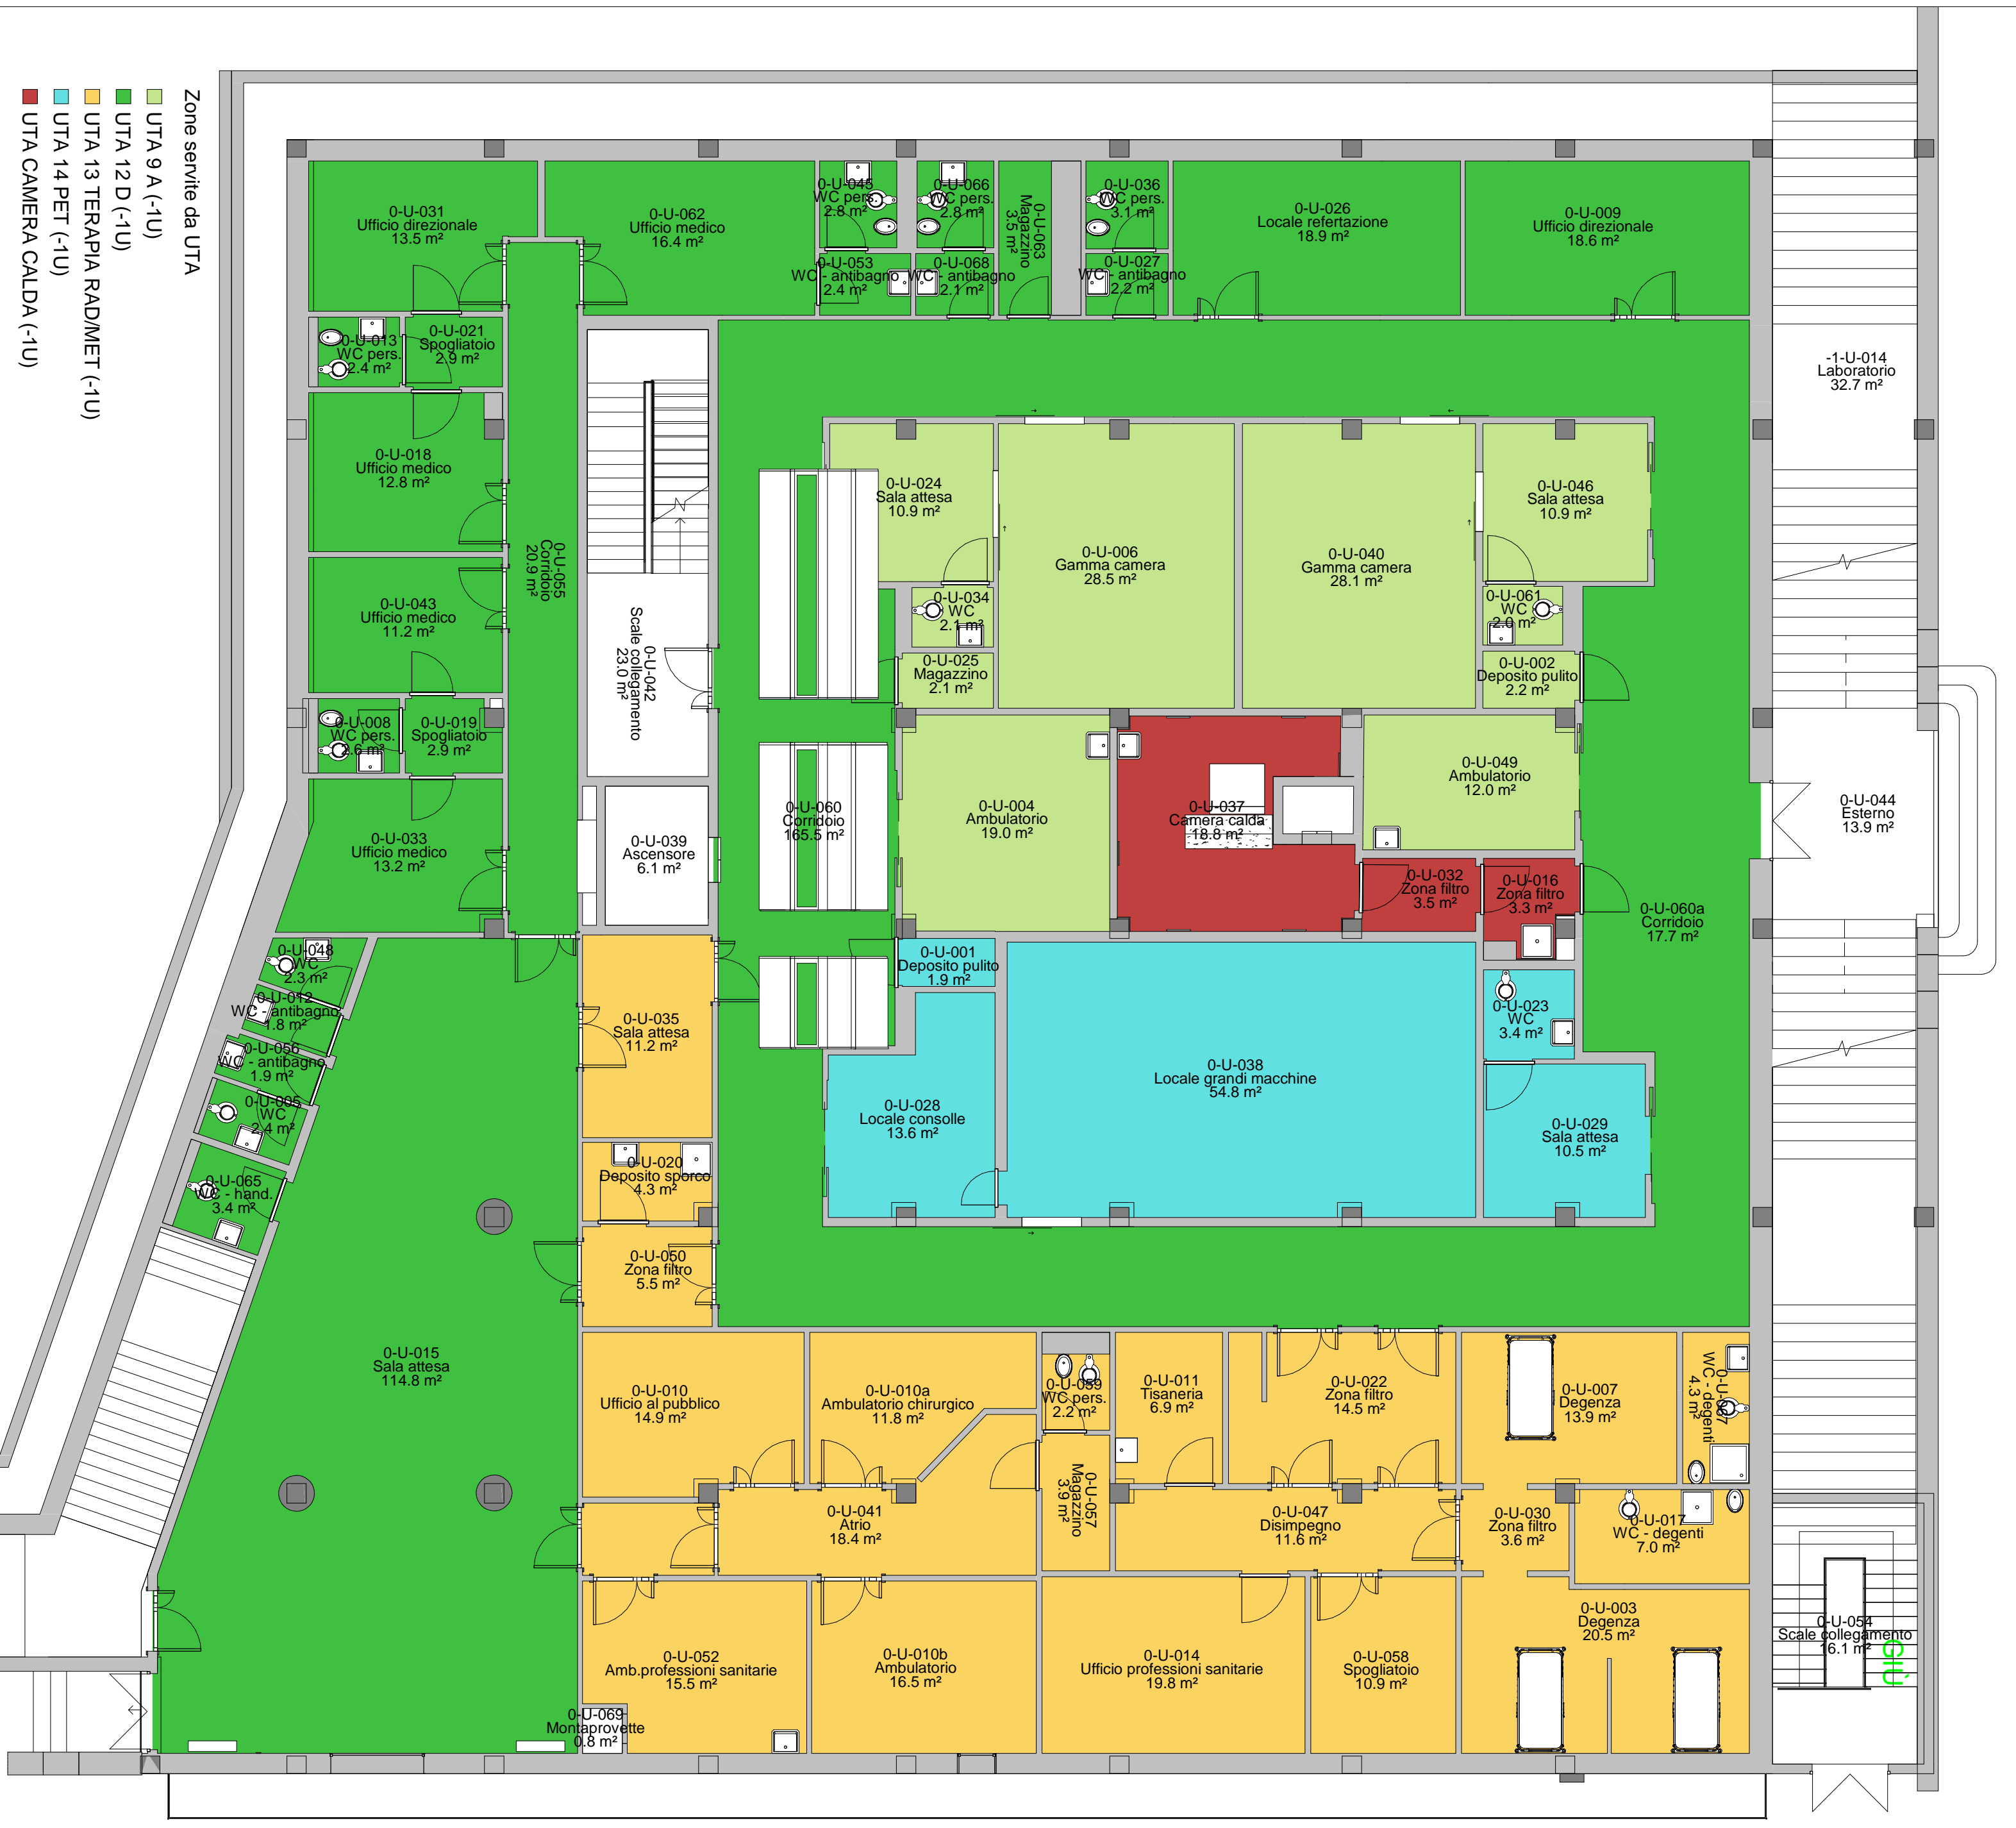 Zone servite da UTA
UTA 9 A (-1U)
UTA 12 D (-1U)
UTA 13 TERAPIA RAD/MET (-1U)
UTA 14 PET (-1U)
UTA CAMERA CALDA (-1U)
0-U-031
Ufficio direzionale
13.5 m²
0-U-062
Ufficio medico
16.4 m²
0-U-045
WC pers.
2.8 m²
0-U-066
WC pers.
2.8 m²
0-U-063
Magazzino
3.5 m²
0-U-036
WC pers.
3.1 m²
0-U-026
Locale refertazione
18.9 m²
0-U-009
Ufficio direzionale
18.6 m²
0-U-053
WC - antibagno
2.4 m²
0-U-068
WC - antibagno
2.1 m²
0-U-027
WC - antibagno
2.2 m²
0-U-013
WC pers.
2.4 m²
0-U-021
Spogliatoio
2.9 m²
-1-U-014
Laboratorio
32.7 m²
0-U-018
Ufficio medico
12.8 m²
0-U-055
Corridoio
20.9 m²
0-U-024
Sala attesa
10.9 m²
0-U-006
Gamma camera
28.5 m²
0-U-040
Gamma camera
28.1 m²
0-U-046
Sala attesa
10.9 m²
0-U-043
Ufficio medico
11.2 m²
0-U-042
Scale collegamento
23.0 m²
0-U-034
WC
2.1 m²
0-U-061
WC
2.0 m²
0-U-025
Magazzino
2.1 m²
0-U-002
Deposito pulito
2.2 m²
0-U-008
WC pers.
2.6 m²
0-U-019
Spogliatoio
2.9 m²
0-U-033
Ufficio medico
13.2 m²
0-U-039
Ascensore
6.1 m²
0-U-060
Corridoio
165.5 m²
0-U-004
Ambulatorio
19.0 m²
0-U-037
Camera calda
18.8 m²
0-U-049
Ambulatorio
12.0 m²
0-U-044
Esterno
13.9 m²
0-U-032
Zona filtro
3.5 m²
0-U-016
Zona filtro
3.3 m²
0-U-060a
Corridoio
17.7 m²
0-U-048
WC
2.3 m²
0-U-012
WC - antibagno
1.8 m²
0-U-056
WC - antibagno
1.9 m²
0-U-005
WC
2.4 m²
0-U-065
WC - hand.
3.4 m²
0-U-035
Sala attesa
11.2 m²
0-U-001
Deposito pulito
1.9 m²
0-U-028
Locale consolle
13.6 m²
0-U-038
Locale grandi macchine
54.8 m²
0-U-023
WC
3.4 m²
0-U-029
Sala attesa
10.5 m²
0-U-020
Deposito sporco
4.3 m²
0-U-050
Zona filtro
5.5 m²
0-U-015
Sala attesa
114.8 m²
0-U-010
Ufficio al pubblico
14.9 m²
0-U-010a
Ambulatorio chirurgico
11.8 m²
0-U-059
WC pers.
2.2 m²
0-U-011
Tisaneria
6.9 m²
0-U-022
Zona filtro
14.5 m²
0-U-007
Degenza
13.9 m²
0-U-067
WC - degenti
4.3 m²
0-U-041
Atrio
18.4 m²
0-U-057
Magazzino
3.9 m²
0-U-047
Disimpegno
11.6 m²
0-U-030
Zona filtro
3.6 m²
0-U-017
WC - degenti
7.0 m²
0-U-052
Amb.professioni sanitarie
15.5 m²
0-U-010b
Ambulatorio
16.5 m²
0-U-014
Ufficio professioni sanitarie
19.8 m²
0-U-058
Spogliatoio
10.9 m²
0-U-003
Degenza
20.5 m²
0-U-054
Scale collegamento
16.1 m²
GIÙ
0-U-069
Montaprovette
0.8 m²